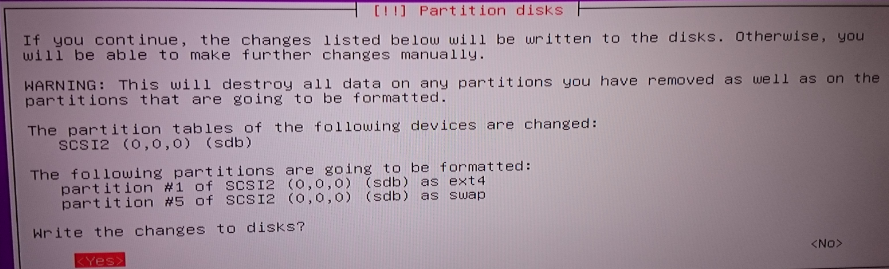 [!!] Partition disks
If you continue, the changes listed below will be written to the disks. Otherwise, you
will be able to make further changes manually.
WARNING: This will destroy all data on any partitions you have removed as well as on the
partitions that are going to be formatted.
The partition tables of the following devices are changed:
SCSI2 (0,0,0) (sdb)
The following partitions are going to be formatted:
partition #1 of SCSI2 (0,0,0) (sdb) as ext4
partition #5 of SCSI2 (0,0,0) (sdb) as swap
Write the changes to disks?
<Yes> <No>